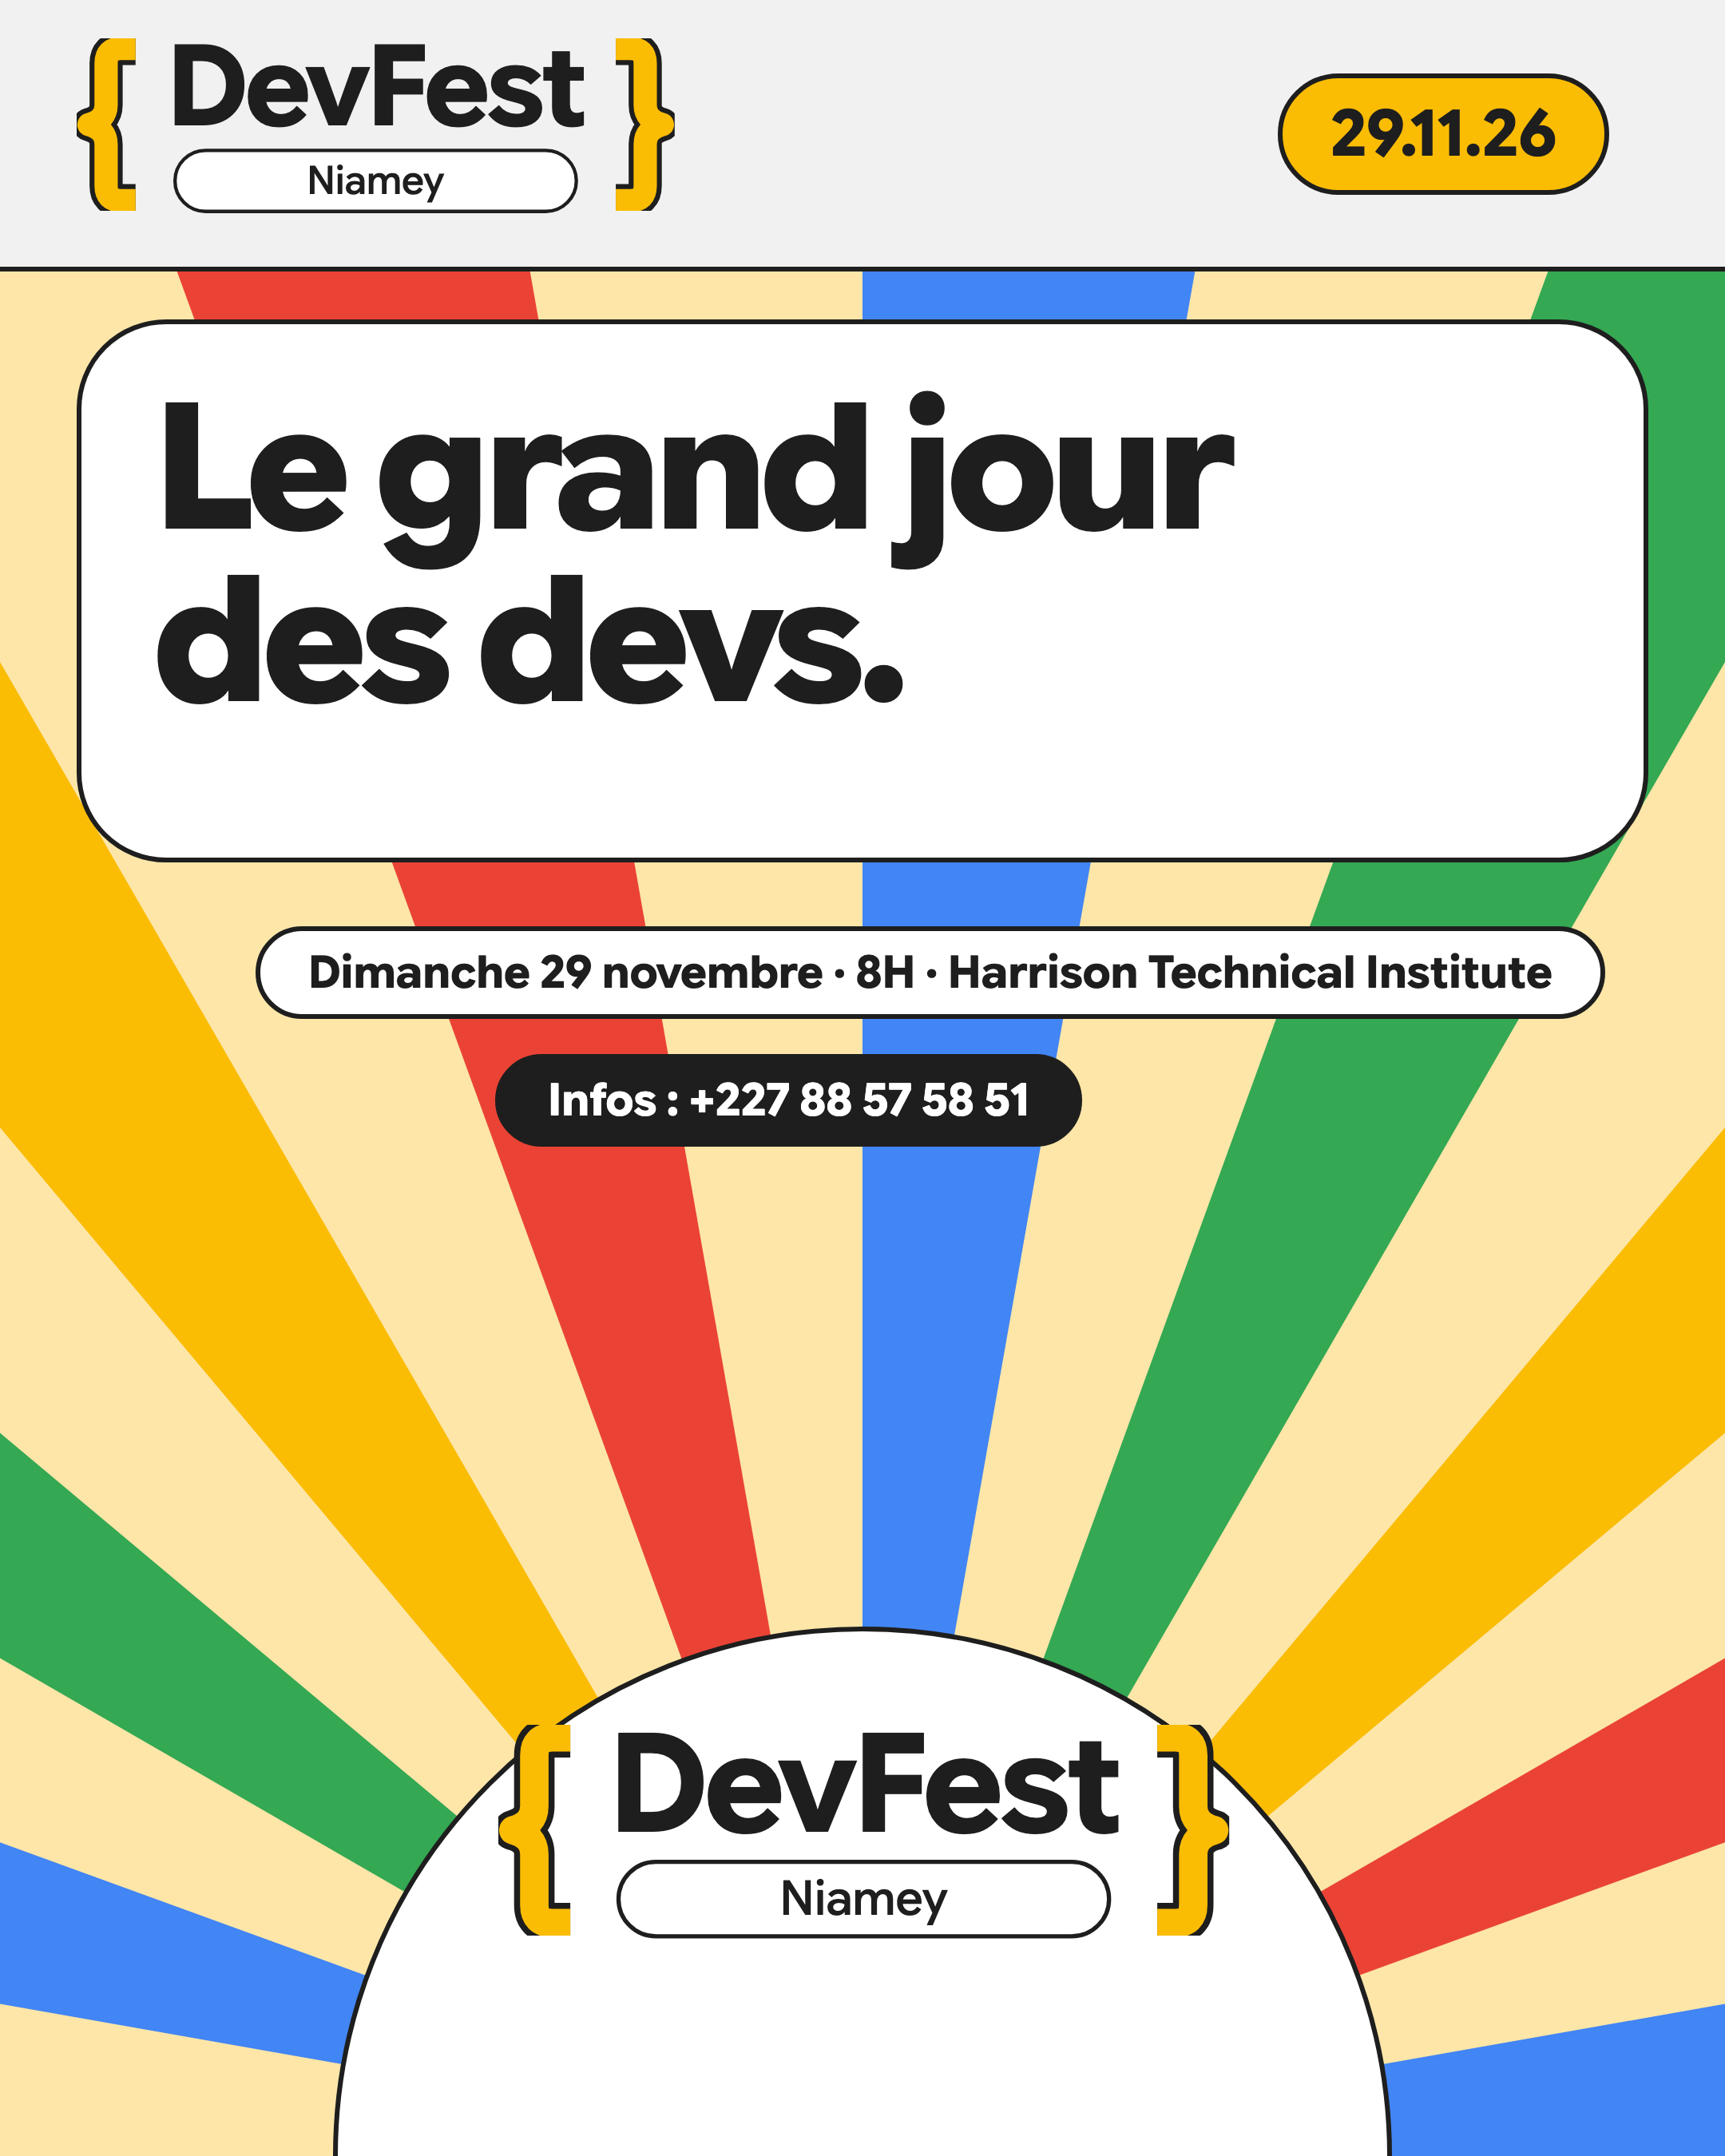 { DevFest }
Niamey
29.11.26
Le grand jour
des devs.
Dimanche 29 novembre • 8H • Harrison Technical Institute
Infos : +227 88 57 58 51
{ DevFest }
Niamey